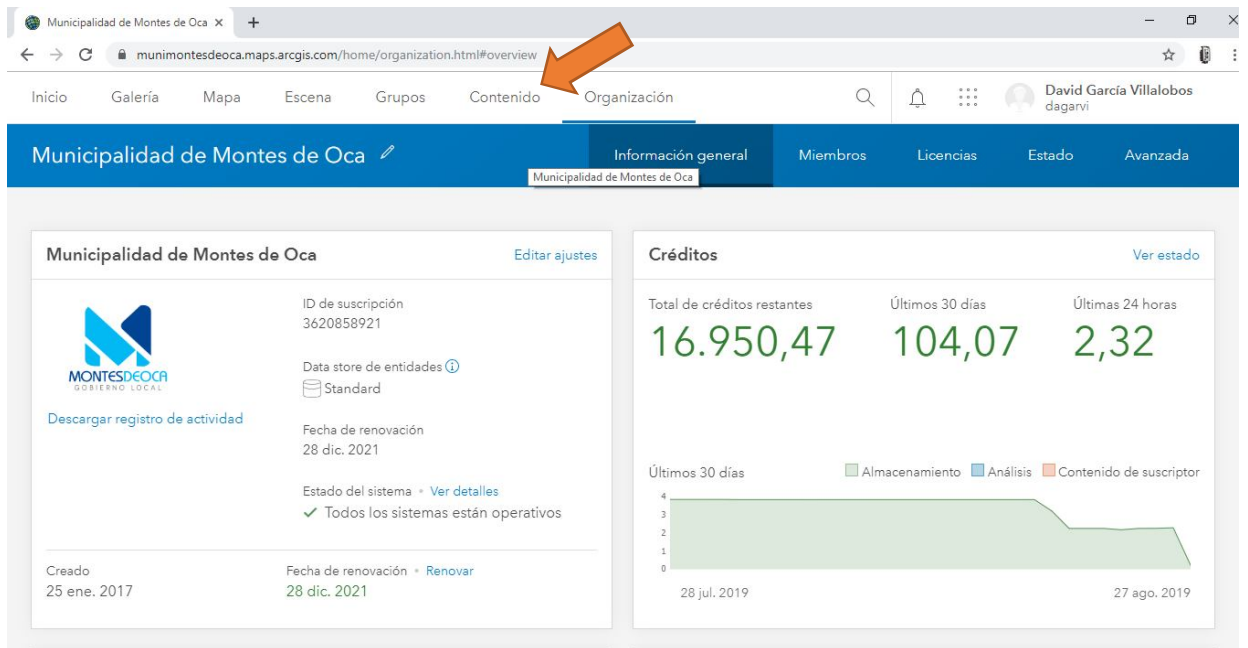 Municipalidad de Montes de Oca
munimontesdeoca.maps.arcgis.com/home/organization.html#overview
Inicio Galería Mapa Escena Grupos Contenido Organización David García Villalobos
dagarvi
Municipalidad de Montes de Oca Información general Miembros Licencias Estado Avanzada
Municipalidad de Montes de Oca
Municipalidad de Montes de Oca Editar ajustes
MONTESDEOCA
GOBIERNO LOCAL
Descargar registro de actividad
ID de suscripción
3620858921
Data store de entidades
Standard
Fecha de renovación
28 dic. 2021
Estado del sistema • Ver detalles
Todos los sistemas están operativos
Creado
25 ene. 2017
Fecha de renovación • Renovar
28 dic. 2021
Créditos Ver estado
Total de créditos restantes Últimos 30 días Últimas 24 horas
16.950,47 104,07 2,32
Últimos 30 días Almacenamiento Análisis Contenido de suscriptor
4
3
2
1
0
28 jul. 2019 27 ago. 2019